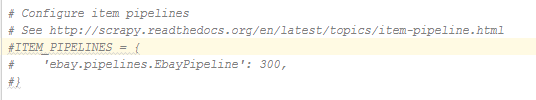 # Configure item pipelines
# See http://scrapy.readthedocs.org/en/latest/topics/item-pipeline.html
#ITEM_PIPELINES = {
#    'ebay.pipelines.EbayPipeline': 300,
#}